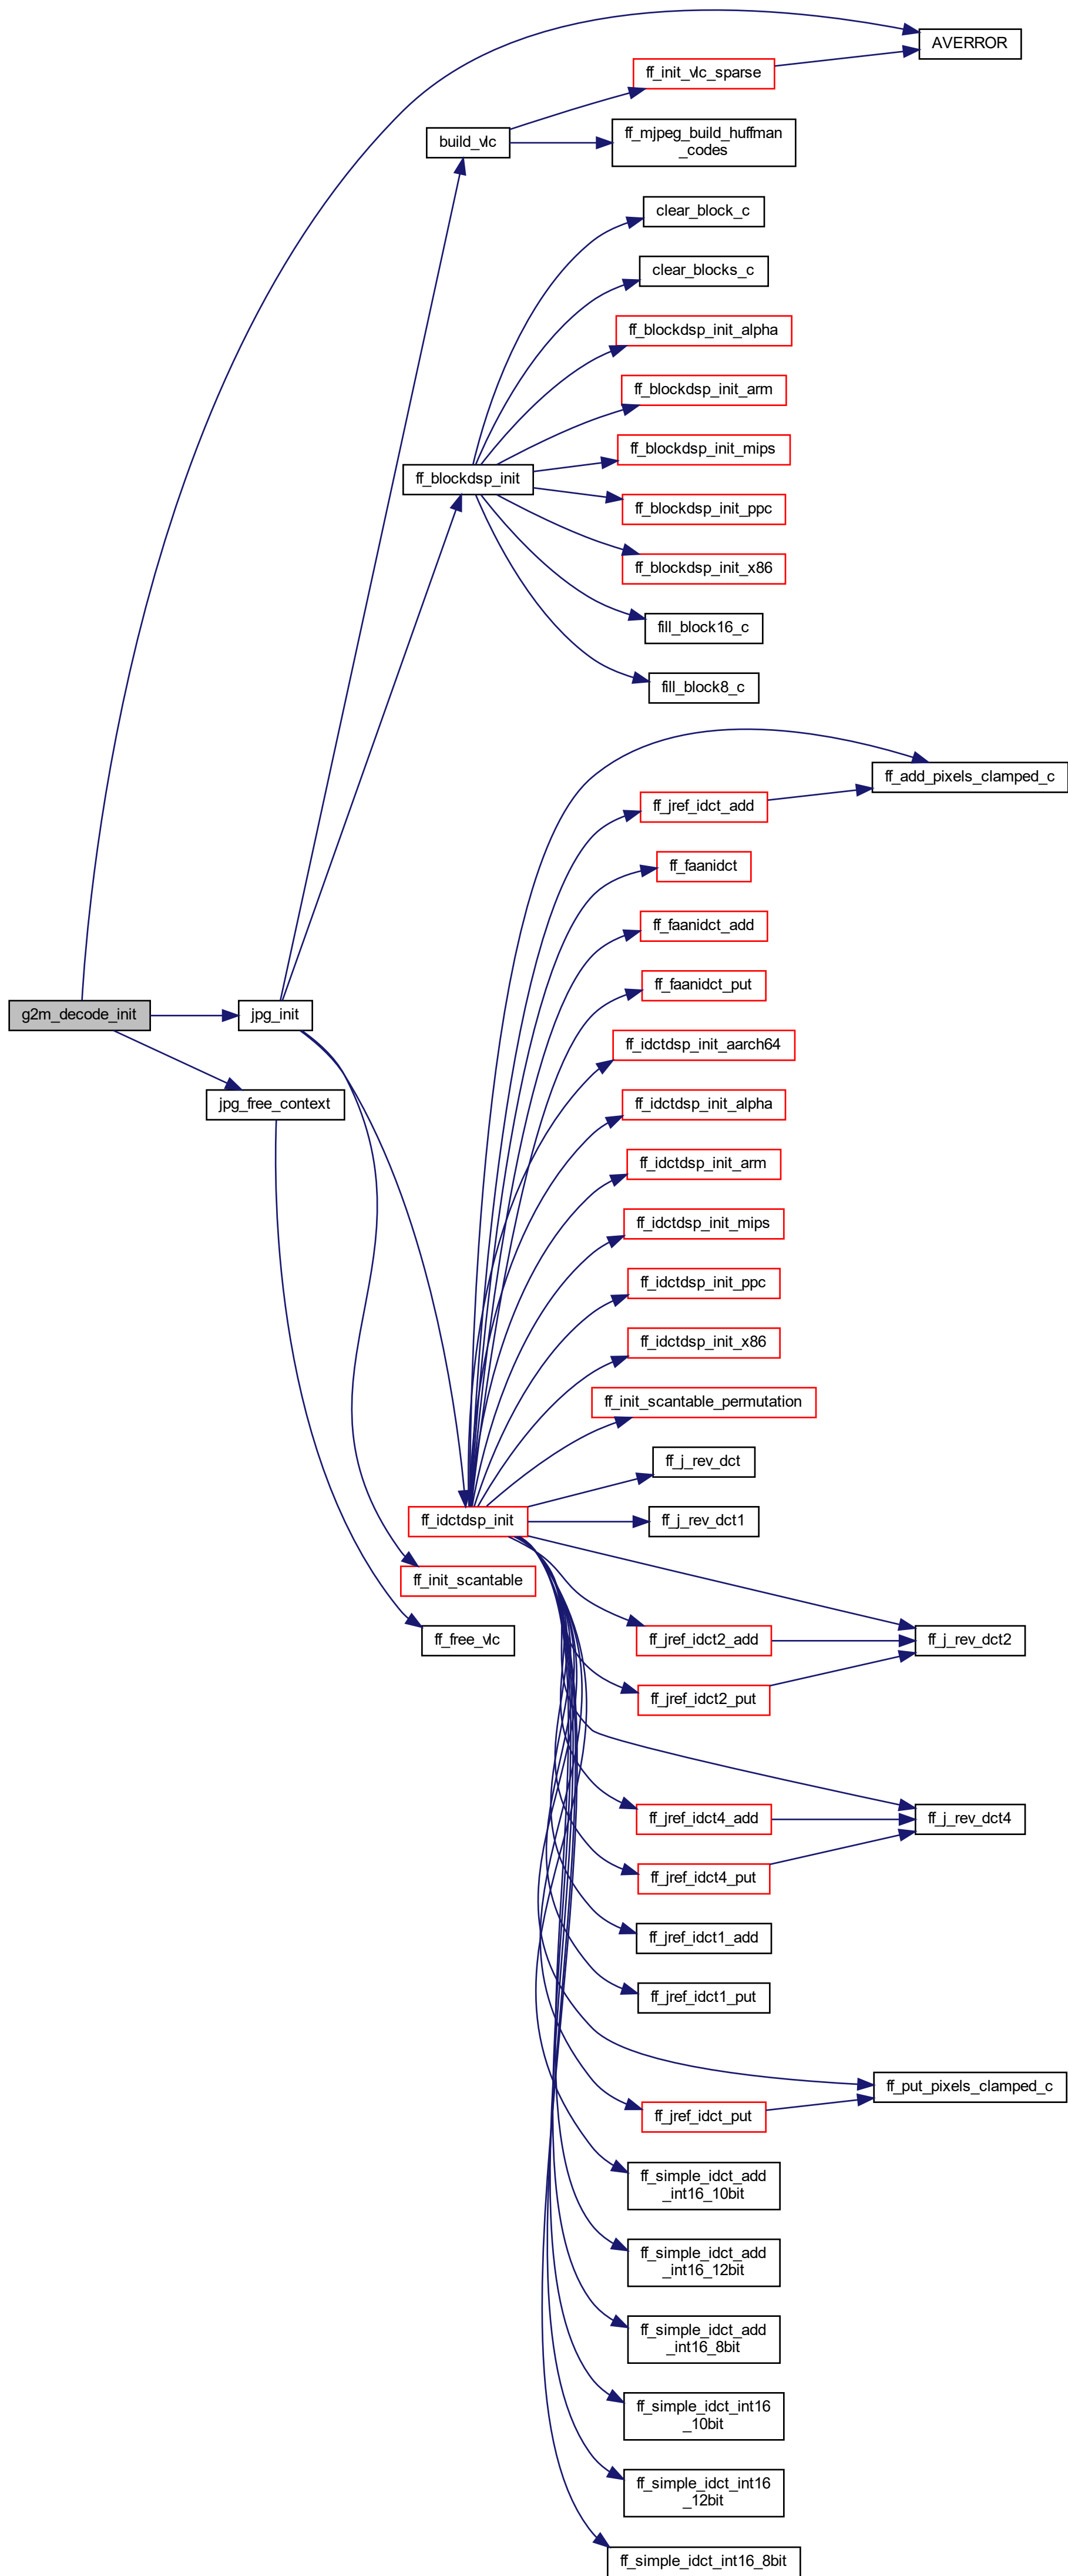 AVERROR
ff_init_vlc_sparse
build_vlc
ff_mjpeg_build_huffman
_codes
clear_block_c
clear_blocks_c
ff_blockdsp_init_alpha
ff_blockdsp_init_arm
ff_blockdsp_init_mips
ff_blockdsp_init
ff_blockdsp_init_ppc
ff_blockdsp_init_x86
fill_block16_c
fill_block8_c
ff_add_pixels_clamped_c
ff_jref_idct_add
ff_faanidct
ff_faanidct_add
ff_faanidct_put
g2m_decode_init
jpg_init
ff_idctdsp_init_aarch64
jpg_free_context
ff_idctdsp_init_alpha
ff_idctdsp_init_arm
ff_idctdsp_init_mips
ff_idctdsp_init_ppc
ff_idctdsp_init_x86
ff_init_scantable_permutation
ff_j_rev_dct
ff_idctdsp_init
ff_j_rev_dct1
ff_init_scantable
ff_free_vlc
ff_jref_idct2_add
ff_j_rev_dct2
ff_jref_idct2_put
ff_jref_idct4_add
ff_j_rev_dct4
ff_jref_idct4_put
ff_jref_idct1_add
ff_jref_idct1_put
ff_put_pixels_clamped_c
ff_jref_idct_put
ff_simple_idct_add
_int16_10bit
ff_simple_idct_add
_int16_12bit
ff_simple_idct_add
_int16_8bit
ff_simple_idct_int16
_10bit
ff_simple_idct_int16
_12bit
ff_simple_idct_int16_8bit